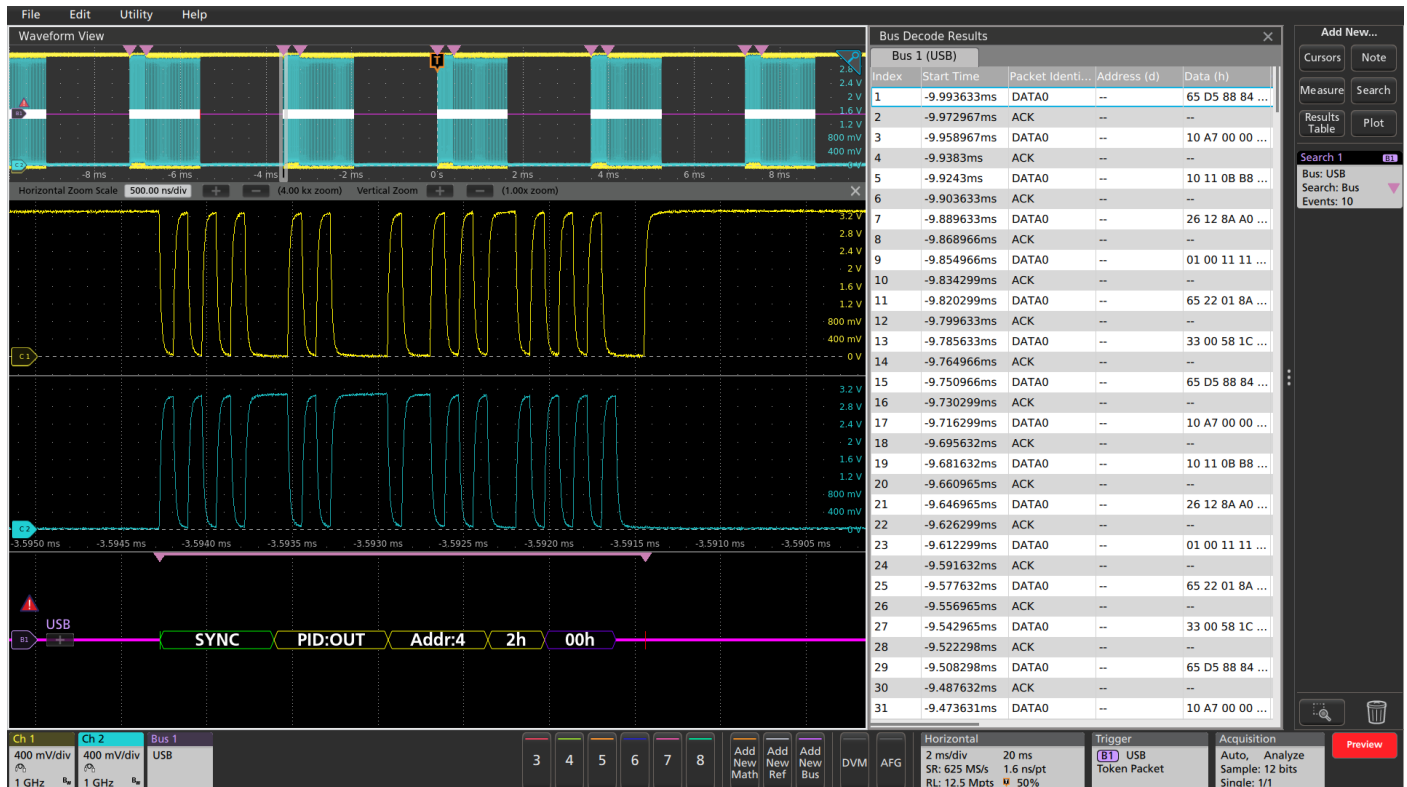 File Edit Utility Help
Waveform View
2.8
2.4 V
2 V
1.6 V
1.2 V
800 mV
400 mV
0 V
B1
C2
T
-8 ms -6 ms -4 ms -2 ms 0 s 2 ms 4 ms 6 ms 8 ms
Horizontal Zoom Scale 500.00 ns/div + — (4.00 kx zoom) Vertical Zoom + — (1.00x zoom)
3.2 V
2.8 V
2.4 V
2 V
1.6 V
1.2 V
800 mV
400 mV
0 V
C1
3.2 V
2.8 V
2.4 V
2 V
1.6 V
1.2 V
800 mV
400 mV
0 V
C2
-3.5950 ms -3.5945 ms -3.5940 ms -3.5935 ms -3.5930 ms -3.5925 ms -3.5920 ms -3.5915 ms -3.5910 ms -3.5905 ms
USB
B1 + SYNC PID:OUT Addr:4 2h 00h
Bus Decode Results
Bus 1 (USB)
Index Start Time Packet Identi... Address (d) Data (h)
1 -9.993633ms DATA0 -- 65 D5 88 84 ...
2 -9.972967ms ACK -- --
3 -9.958967ms DATA0 -- 10 A7 00 00 ...
4 -9.9383ms ACK -- --
5 -9.9243ms DATA0 -- 10 11 0B B8 ...
6 -9.903633ms ACK -- --
7 -9.889633ms DATA0 -- 26 12 8A A0 ...
8 -9.868966ms ACK -- --
9 -9.854966ms DATA0 -- 01 00 11 11 ...
10 -9.834299ms ACK -- --
11 -9.820299ms DATA0 -- 65 22 01 8A ...
12 -9.799633ms ACK -- --
13 -9.785633ms DATA0 -- 33 00 58 1C ...
14 -9.764966ms ACK -- --
15 -9.750966ms DATA0 -- 65 D5 88 84 ...
16 -9.730299ms ACK -- --
17 -9.716299ms DATA0 -- 10 A7 00 00 ...
18 -9.695632ms ACK -- --
19 -9.681632ms DATA0 -- 10 11 0B B8 ...
20 -9.660965ms ACK -- --
21 -9.646965ms DATA0 -- 26 12 8A A0 ...
22 -9.626299ms ACK -- --
23 -9.612299ms DATA0 -- 01 00 11 11 ...
24 -9.591632ms ACK -- --
25 -9.577632ms DATA0 -- 65 22 01 8A ...
26 -9.556965ms ACK -- --
27 -9.542965ms DATA0 -- 33 00 58 1C ...
28 -9.522298ms ACK -- --
29 -9.508298ms DATA0 -- 65 D5 88 84 ...
30 -9.487632ms ACK -- --
31 -9.473631ms DATA0 -- 10 A7 00 00 ...
Add New...
Cursors Note
Measure Search
Results Table Plot
Search 1 B1
Bus: USB
Search: Bus
Events: 10
Ch 1
400 mV/div
1 GHz Bw
Ch 2
400 mV/div
1 GHz Bw
Bus 1
USB
3 4 5 6 7 8
Add New Math
Add New Ref
Add New Bus
DVM AFG
Horizontal
2 ms/div 20 ms
SR: 625 MS/s 1.6 ns/pt
RL: 12.5 Mpts 50%
Trigger
B1 USB
Token Packet
Acquisition
Auto, Analyze
Sample: 12 bits
Single: 1/1
Preview